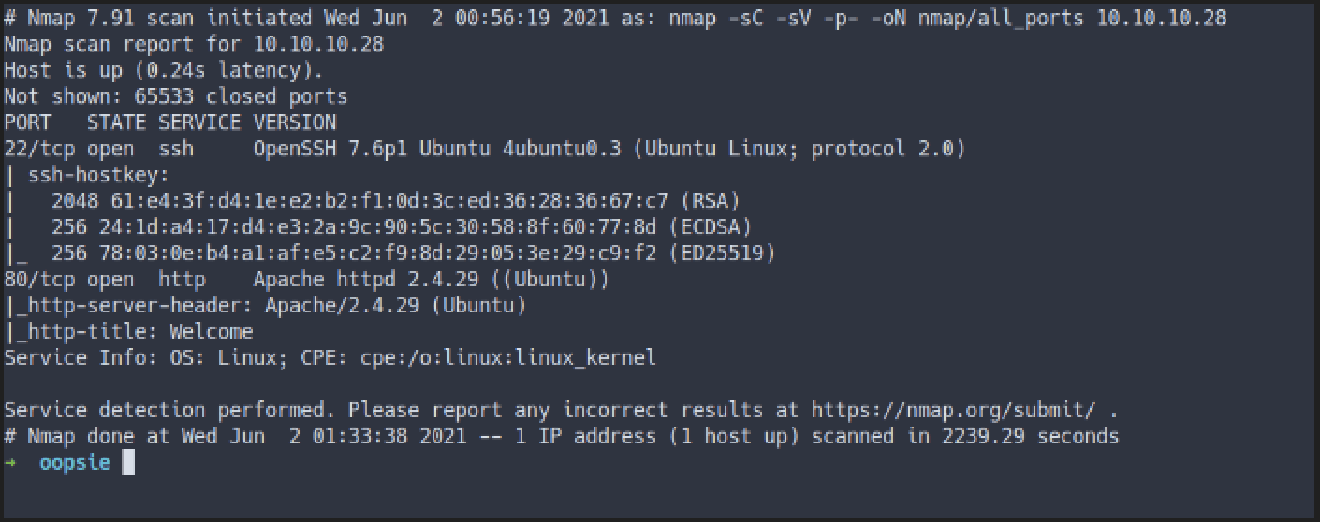 # Nmap 7.91 scan initiated Wed Jun  2 00:56:19 2021 as: nmap -sC -sV -p- -oN nmap/all_ports 10.10.10.28
Nmap scan report for 10.10.10.28
Host is up (0.24s latency).
Not shown: 65533 closed ports
PORT   STATE SERVICE VERSION
22/tcp open  ssh     OpenSSH 7.6p1 Ubuntu 4ubuntu0.3 (Ubuntu Linux; protocol 2.0)
| ssh-hostkey:
|   2048 61:e4:3f:d4:1e:e2:b2:f1:0d:3c:ed:36:28:36:67:c7 (RSA)
|   256 24:1d:a4:17:d4:e3:2a:9c:90:5c:30:58:8f:60:77:8d (ECDSA)
|_  256 78:03:0e:b4:a1:af:e5:c2:f9:8d:29:05:3e:29:c9:f2 (ED25519)
80/tcp open  http    Apache httpd 2.4.29 ((Ubuntu))
|_http-server-header: Apache/2.4.29 (Ubuntu)
|_http-title: Welcome
Service Info: OS: Linux; CPE: cpe:/o:linux:linux_kernel

Service detection performed. Please report any incorrect results at https://nmap.org/submit/ .
# Nmap done at Wed Jun  2 01:33:38 2021 -- 1 IP address (1 host up) scanned in 2239.29 seconds
→  oopsie